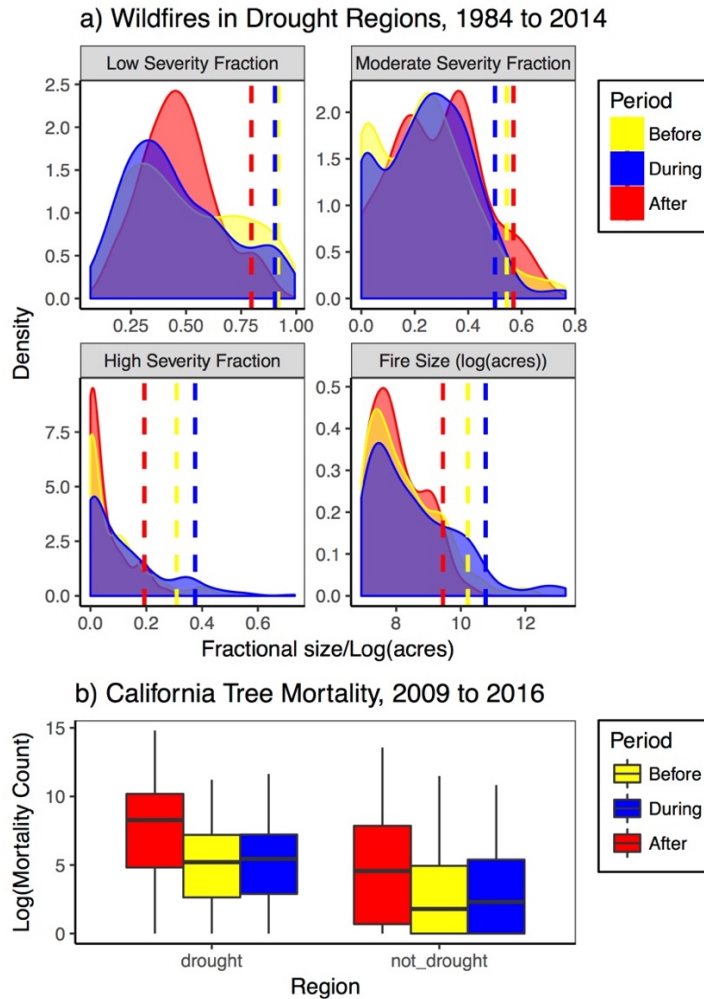 a) Wildfires in Drought Regions, 1984 to 2014
Low Severity Fraction
Moderate Severity Fraction
2.5
2.0
1.5
1.0
0.5
0.0
0.25 0.50 0.75 1.00
2.0
1.5
1.0
0.5
0.0
0.0 0.2 0.4 0.6 0.8
Period
Before
During
After
Density
High Severity Fraction
Fire Size (log(acres))
7.5
5.0
2.5
0.0
0.0 0.2 0.4 0.6
0.5
0.4
0.3
0.2
0.1
0.0
8 10 12
Fractional size/Log(acres)
b) California Tree Mortality, 2009 to 2016
Log(Mortality Count)
15
10
5
0
drought not_drought
Region
Period
Before
During
After